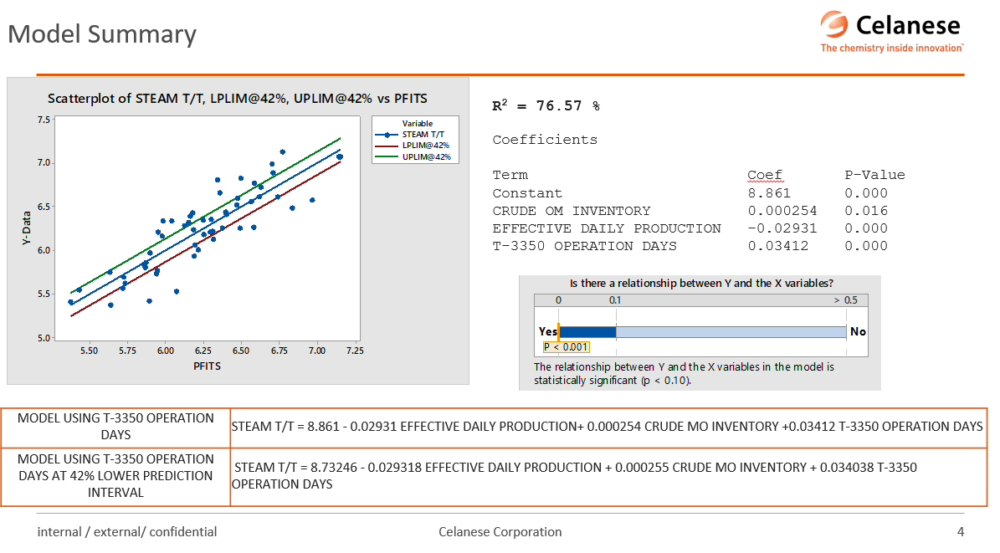 Model Summary
Celanese
The chemistry inside innovation™
Scatterplot of STEAM T/T, LPLIM@42%, UPLIM@42% vs PFITS
7.5
7.0
6.5
6.0
5.5
5.0
Y-Data
5.50 5.75 6.00 6.25 6.50 6.75 7.00 7.25
PFITS
Variable
STEAM T/T
LPLIM@42%
UPLIM@42%
R² = 76.57 %
Coefficients
Term Coef P-Value
Constant 8.861 0.000
CRUDE OM INVENTORY 0.000254 0.016
EFFECTIVE DAILY PRODUCTION -0.02931 0.000
T-3350 OPERATION DAYS 0.03412 0.000
Is there a relationship between Y and the X variables?
0 0.1 > 0.5
Yes No
P < 0.001
The relationship between Y and the X variables in the model is
statistically significant (p < 0.10).
MODEL USING T-3350 OPERATION
DAYS
STEAM T/T = 8.861 - 0.02931 EFFECTIVE DAILY PRODUCTION+ 0.000254 CRUDE MO INVENTORY +0.03412 T-3350 OPERATION DAYS
MODEL USING T-3350 OPERATION
DAYS AT 42% LOWER PREDICTION
INTERVAL
STEAM T/T = 8.73246 - 0.029318 EFFECTIVE DAILY PRODUCTION + 0.000255 CRUDE MO INVENTORY + 0.034038 T-3350
OPERATION DAYS
internal / external/ confidential
Celanese Corporation
4